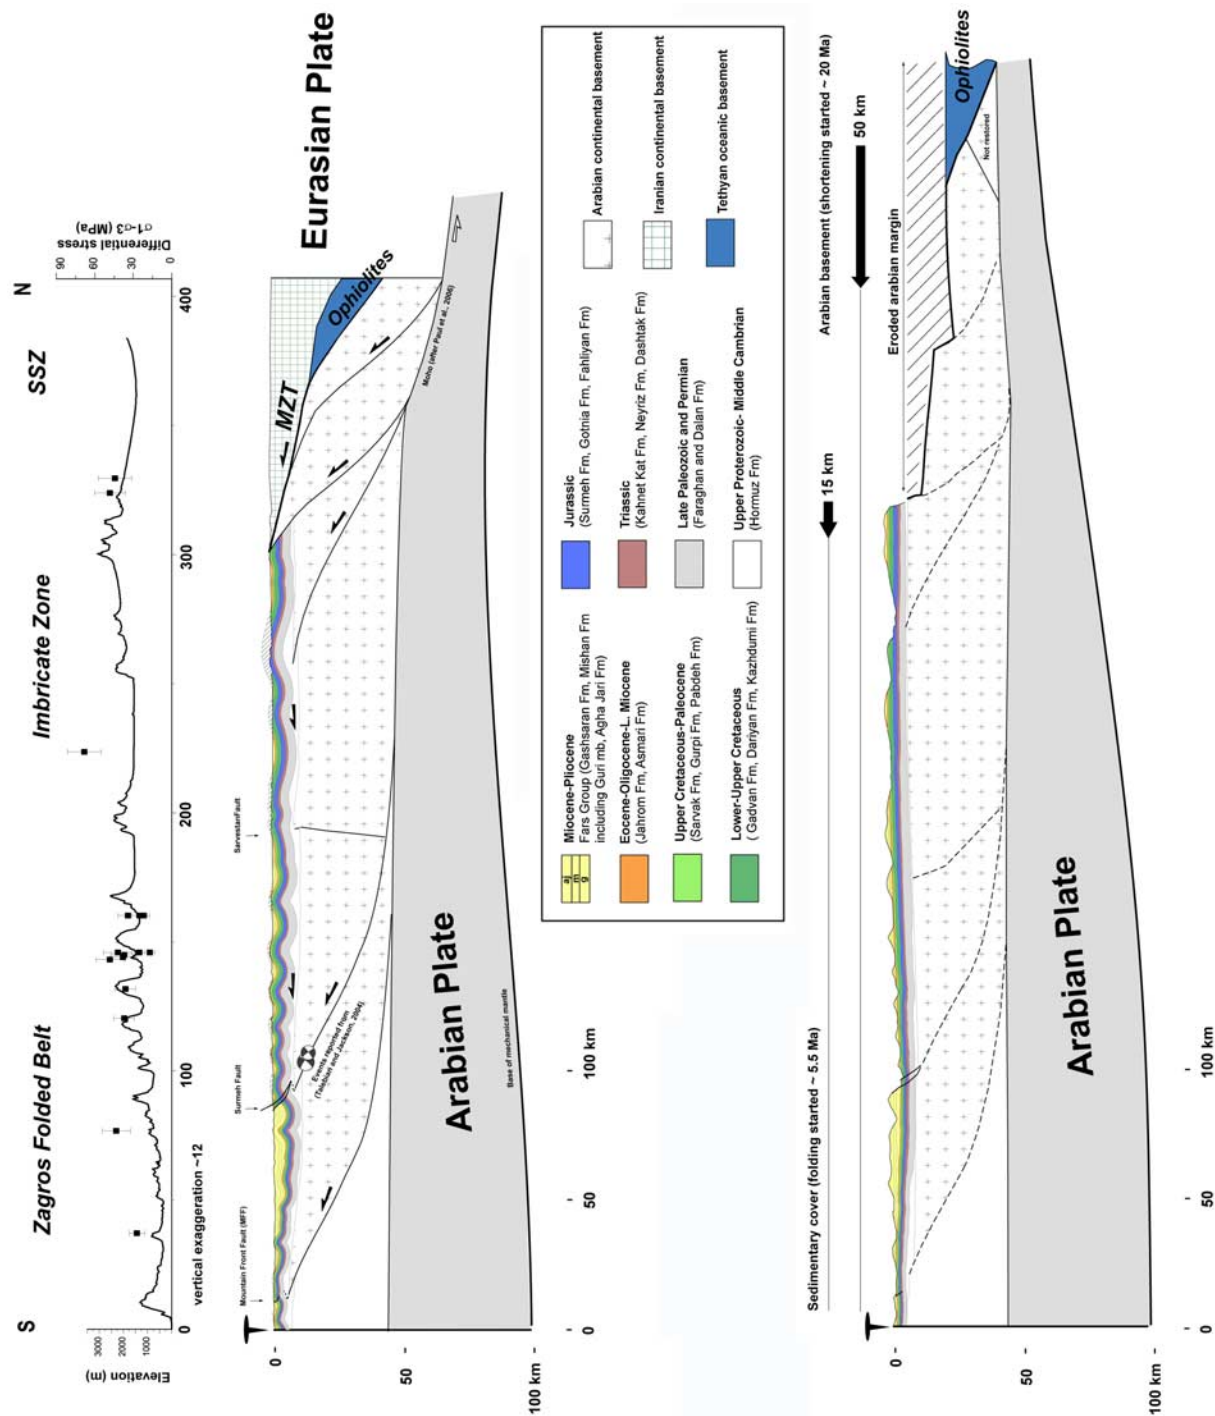 S
Zagros Folded Belt
Imbricate Zone
SSZ
N
Elevation (m)
3000
2000
1000
Differential stress
σ1-σ3 (MPa)
90
60
30
0
0
100
200
300
400
vertical exaggeration ~12
Mountain Front Fault (MFF)
Surmeh Fault
SarvestanFault
MZT
Eurasian Plate
Ophiolites
Events reported from
(Talebian and Jackson, 2004)
Moho (after Paul et al., 2006)
Arabian Plate
Base of mechanical mantle
0 -
50 -
100 km -
0
50
100 km
Miocene-Pliocene
Fars Group (Gashsaran Fm, Mishan Fm
including Guri mb, Agha Jari Fm)
Eocene-Oligocene-L. Miocene
(Jahrom Fm, Asmari Fm)
Upper Cretaceous-Paleocene
(Sarvak Fm, Gurpi Fm, Pabdeh Fm)
Lower-Upper Cretaceous
( Gadvan Fm, Dariyan Fm, Kazhdumi Fm)
Jurassic
(Surmeh Fm, Gotnia Fm, Fahliyan Fm)
Triassic
(Kahnet Kat Fm, Neyriz Fm, Dashtak Fm)
Late Paleozoic and Permian
(Faraghan and Dalan Fm)
Upper Proterozoic- Middle Cambrian
(Hormuz Fm)
Arabian continental basement
Iranian continental basement
Tethyan oceanic basement
Sedimentary cover (folding started ~ 5.5 Ma)
15 km
Arabian basement (shortening started ~ 20 Ma)
50 km
Eroded arabian margin
Ophiolites
Not restored
Arabian Plate
0 -
50 -
100 km -
0
50
100 km